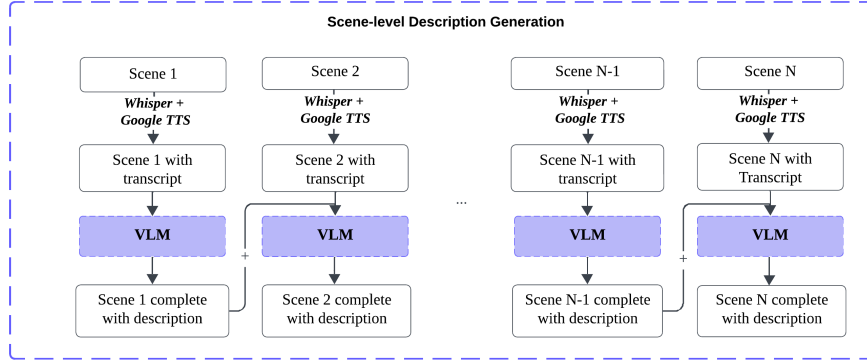 Scene-level Description Generation
Scene 1
Scene 2
Scene N-1
Scene N
Whisper +
Google TTS
Whisper +
Google TTS
Whisper +
Google TTS
Whisper +
Google TTS
Scene 1 with
transcript
Scene 2 with
transcript
Scene N-1 with
transcript
Scene N with
Transcript
...
VLM
VLM
VLM
VLM
+
+
Scene 1 complete
with description
Scene 2 complete
with description
Scene N-1 complete
with description
Scene N complete
with description